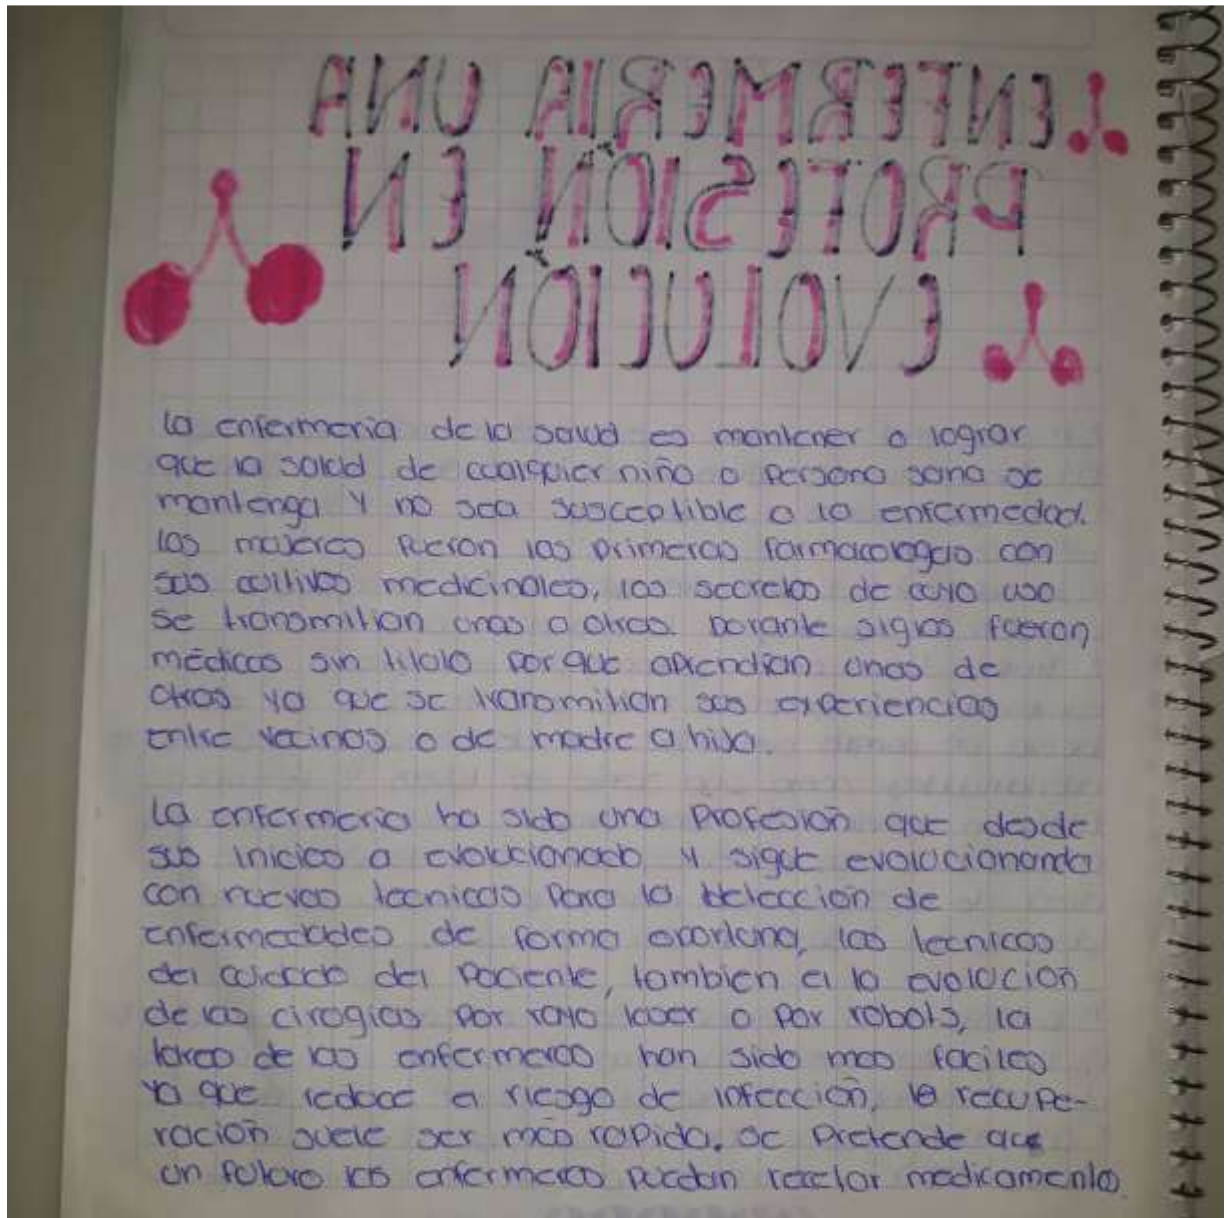 ENFERMERIA UNA
PROFESIÓN EN
EVOLUCIÓN
La enfermeria de la salud es mantener o lograr
que la salud de cualquier niño o persona sana se
mantenga y no sea susceptible a la enfermedad.
las mujeres fueron las primeras farmacologas con
sus cultivos medicinales, los secretos de cuyo uso
se transmitian unas a otras. Durante siglos fueron
médicas sin titulo porque aprendian unas de
otras ya que se transmitian sus experiencias
entre vecinas o de madre a hija.
La enfermeria ha sido una profesión que desde
sus inicios a evolucionado y sigue evolucionando
con nuevas tecnicas para la detección de
enfermedades de forma oportuna, las tecnicas
del cuidado del paciente, tambien a la evolución
de las cirugias por rayo laser o por robots, la
tarea de las enfermeras han sido mas faciles
ya que reduce el riesgo de infección, la recupe-
ración suele ser más rapida. se pretende que
un futuro las enfermeras puedan recetar medicamento.